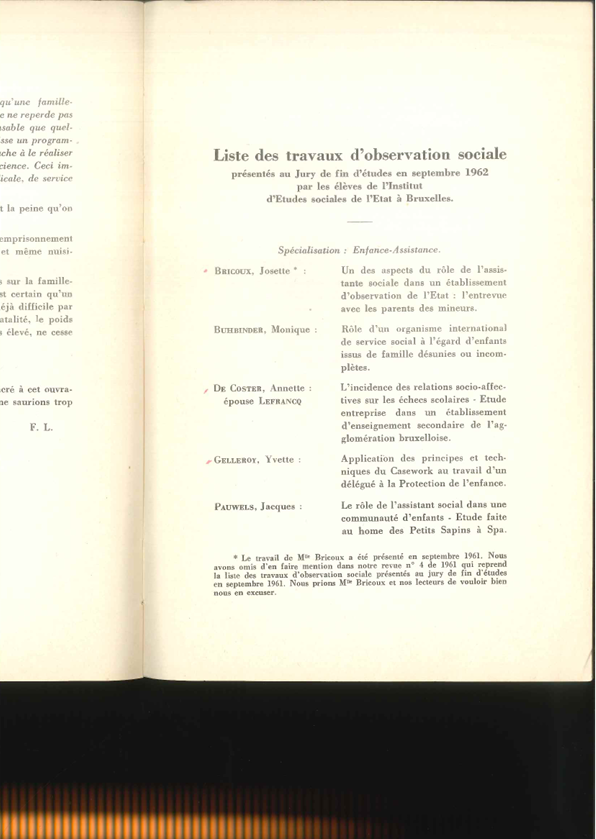 qu'une famille-
c ne reperde pas
nsable que quel-
sse un program-
che à le réaliser
cience. Ceci im-
licale, de service
t la peine qu'on
emprisonnement
et même nuisi-
s sur la famille-
st certain qu'un
éjà difficile par
atalité, le poids
s élevé, ne cesse
cré à cet ouvra-
ne saurions trop
F. L.
Liste des travaux d'observation sociale
présentés au Jury de fin d'études en septembre 1962
par les élèves de l'Institut
d'Etudes sociales de l'Etat à Bruxelles.
Spécialisation : Enfance-Assistance.
BRICOUX, Josette * : Un des aspects du rôle de l'assis-
tante sociale dans un établissement
d'observation de l'Etat : l'entrevue
avec les parents des mineurs.
BUHBINDER, Monique : Rôle d'un organisme international
de service social à l'égard d'enfants
issus de famille désunies ou incom-
plètes.
DE COSTER, Annette : L'incidence des relations socio-affec-
épouse LEFRANCQ tives sur les échecs scolaires - Etude
entreprise dans un établissement
d'enseignement secondaire de l'ag-
glomération bruxelloise.
GELLEROY, Yvette : Application des principes et tech-
niques du Casework au travail d'un
délégué à la Protection de l'enfance.
PAUWELS, Jacques : Le rôle de l'assistant social dans une
communauté d'enfants - Etude faite
au home des Petits Sapins à Spa.
* Le travail de Mlle Bricoux a été présenté en septembre 1961. Nous
avons omis d'en faire mention dans notre revue n° 4 de 1961 qui reprend
la liste des travaux d'observation sociale présentés au jury de fin d'études
en septembre 1961. Nous prions Mlle Bricoux et nos lecteurs de vouloir bien
nous en excuser.